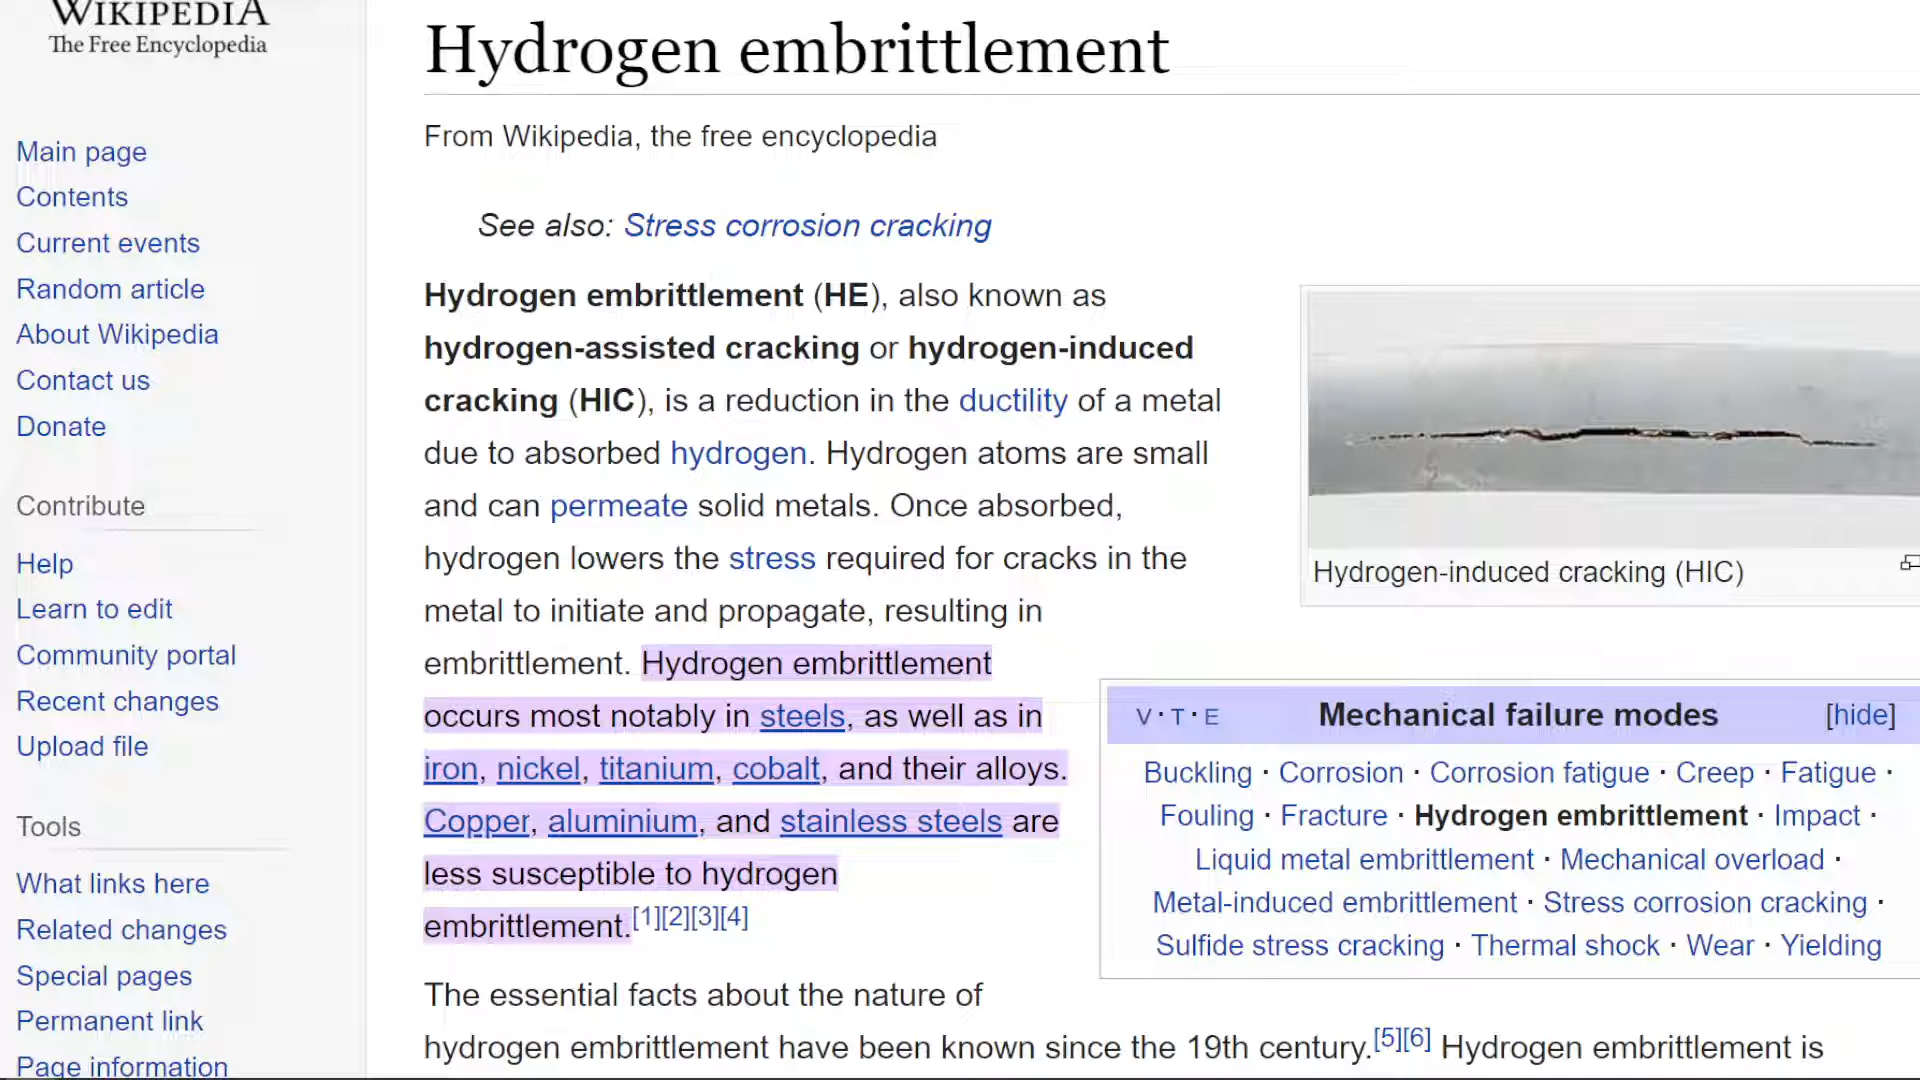 WIKIPEDIA
The Free Encyclopedia
Main page
Contents
Current events
Random article
About Wikipedia
Contact us
Donate
Contribute
Help
Learn to edit
Community portal
Recent changes
Upload file
Tools
What links here
Related changes
Special pages
Permanent link
Page information
Hydrogen embrittlement
From Wikipedia, the free encyclopedia
See also: Stress corrosion cracking
Hydrogen embrittlement (HE), also known as
hydrogen-assisted cracking or hydrogen-induced
cracking (HIC), is a reduction in the ductility of a metal
due to absorbed hydrogen. Hydrogen atoms are small
and can permeate solid metals. Once absorbed,
hydrogen lowers the stress required for cracks in the
metal to initiate and propagate, resulting in
embrittlement. Hydrogen embrittlement
occurs most notably in steels, as well as in
iron, nickel, titanium, cobalt, and their alloys.
Copper, aluminium, and stainless steels are
less susceptible to hydrogen
embrittlement.[1][2][3][4]
The essential facts about the nature of
hydrogen embrittlement have been known since the 19th century.[5][6] Hydrogen embrittlement is
Hydrogen-induced cracking (HIC)
V · T · E Mechanical failure modes [hide]
Buckling · Corrosion · Corrosion fatigue · Creep · Fatigue ·
Fouling · Fracture · Hydrogen embrittlement · Impact ·
Liquid metal embrittlement · Mechanical overload ·
Metal-induced embrittlement · Stress corrosion cracking ·
Sulfide stress cracking · Thermal shock · Wear · Yielding